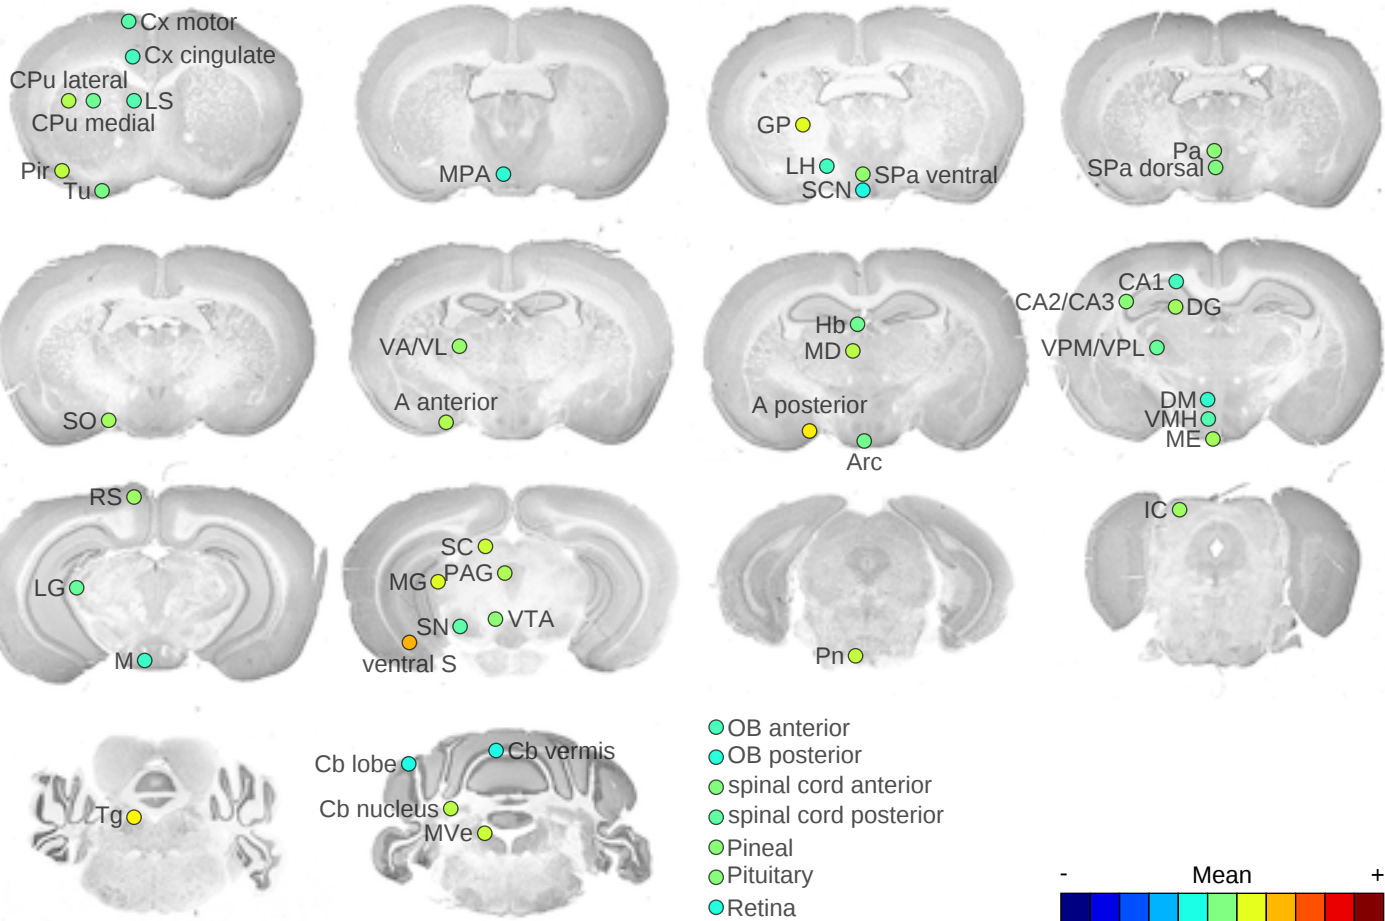 Cx motor
Cx cingulate
CPu lateral
LS
CPu medial
Pir
Tu
MPA
GP
LH
SPa ventral
SCN
Pa
SPa dorsal
SO
VA/VL
A anterior
Hb
MD
A posterior
Arc
CA1
CA2/CA3
DG
VPM/VPL
DM
VMH
ME
RS
LG
M
SC
MG
PAG
SN
VTA
ventral S
Pn
IC
Tg
Cb lobe
Cb vermis
Cb nucleus
MVe
OB anterior
OB posterior
spinal cord anterior
spinal cord posterior
Pineal
Pituitary
Retina
- Mean +